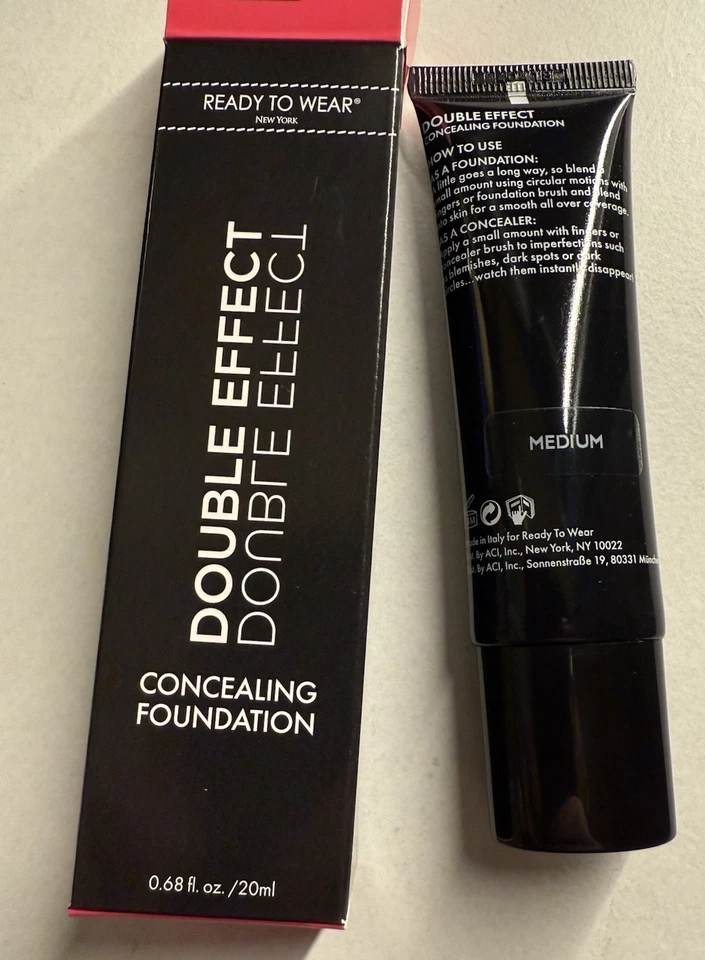 READY TO WEAR®
NEW YORK
DOUBLE EFFECT
DOUBLE EFFECT
CONCEALING
FOUNDATION
0.68 fl. oz. /20ml
DOUBLE EFFECT
CONCEALING FOUNDATION
HOW TO USE
AS A FOUNDATION:
little goes a long way, so blend a
small amount using circular motions with
fingers or foundation brush and blend
to skin for a smooth all over coverage.
AS A CONCEALER:
apply a small amount with fingers or
concealer brush to imperfections such
blemishes, dark spots or dark
circles...watch them instantly disappear!
MEDIUM
Made in Italy for Ready To Wear
By ACI, Inc., New York, NY 10022
By ACI, Inc., Sonnenstraße 19, 80331